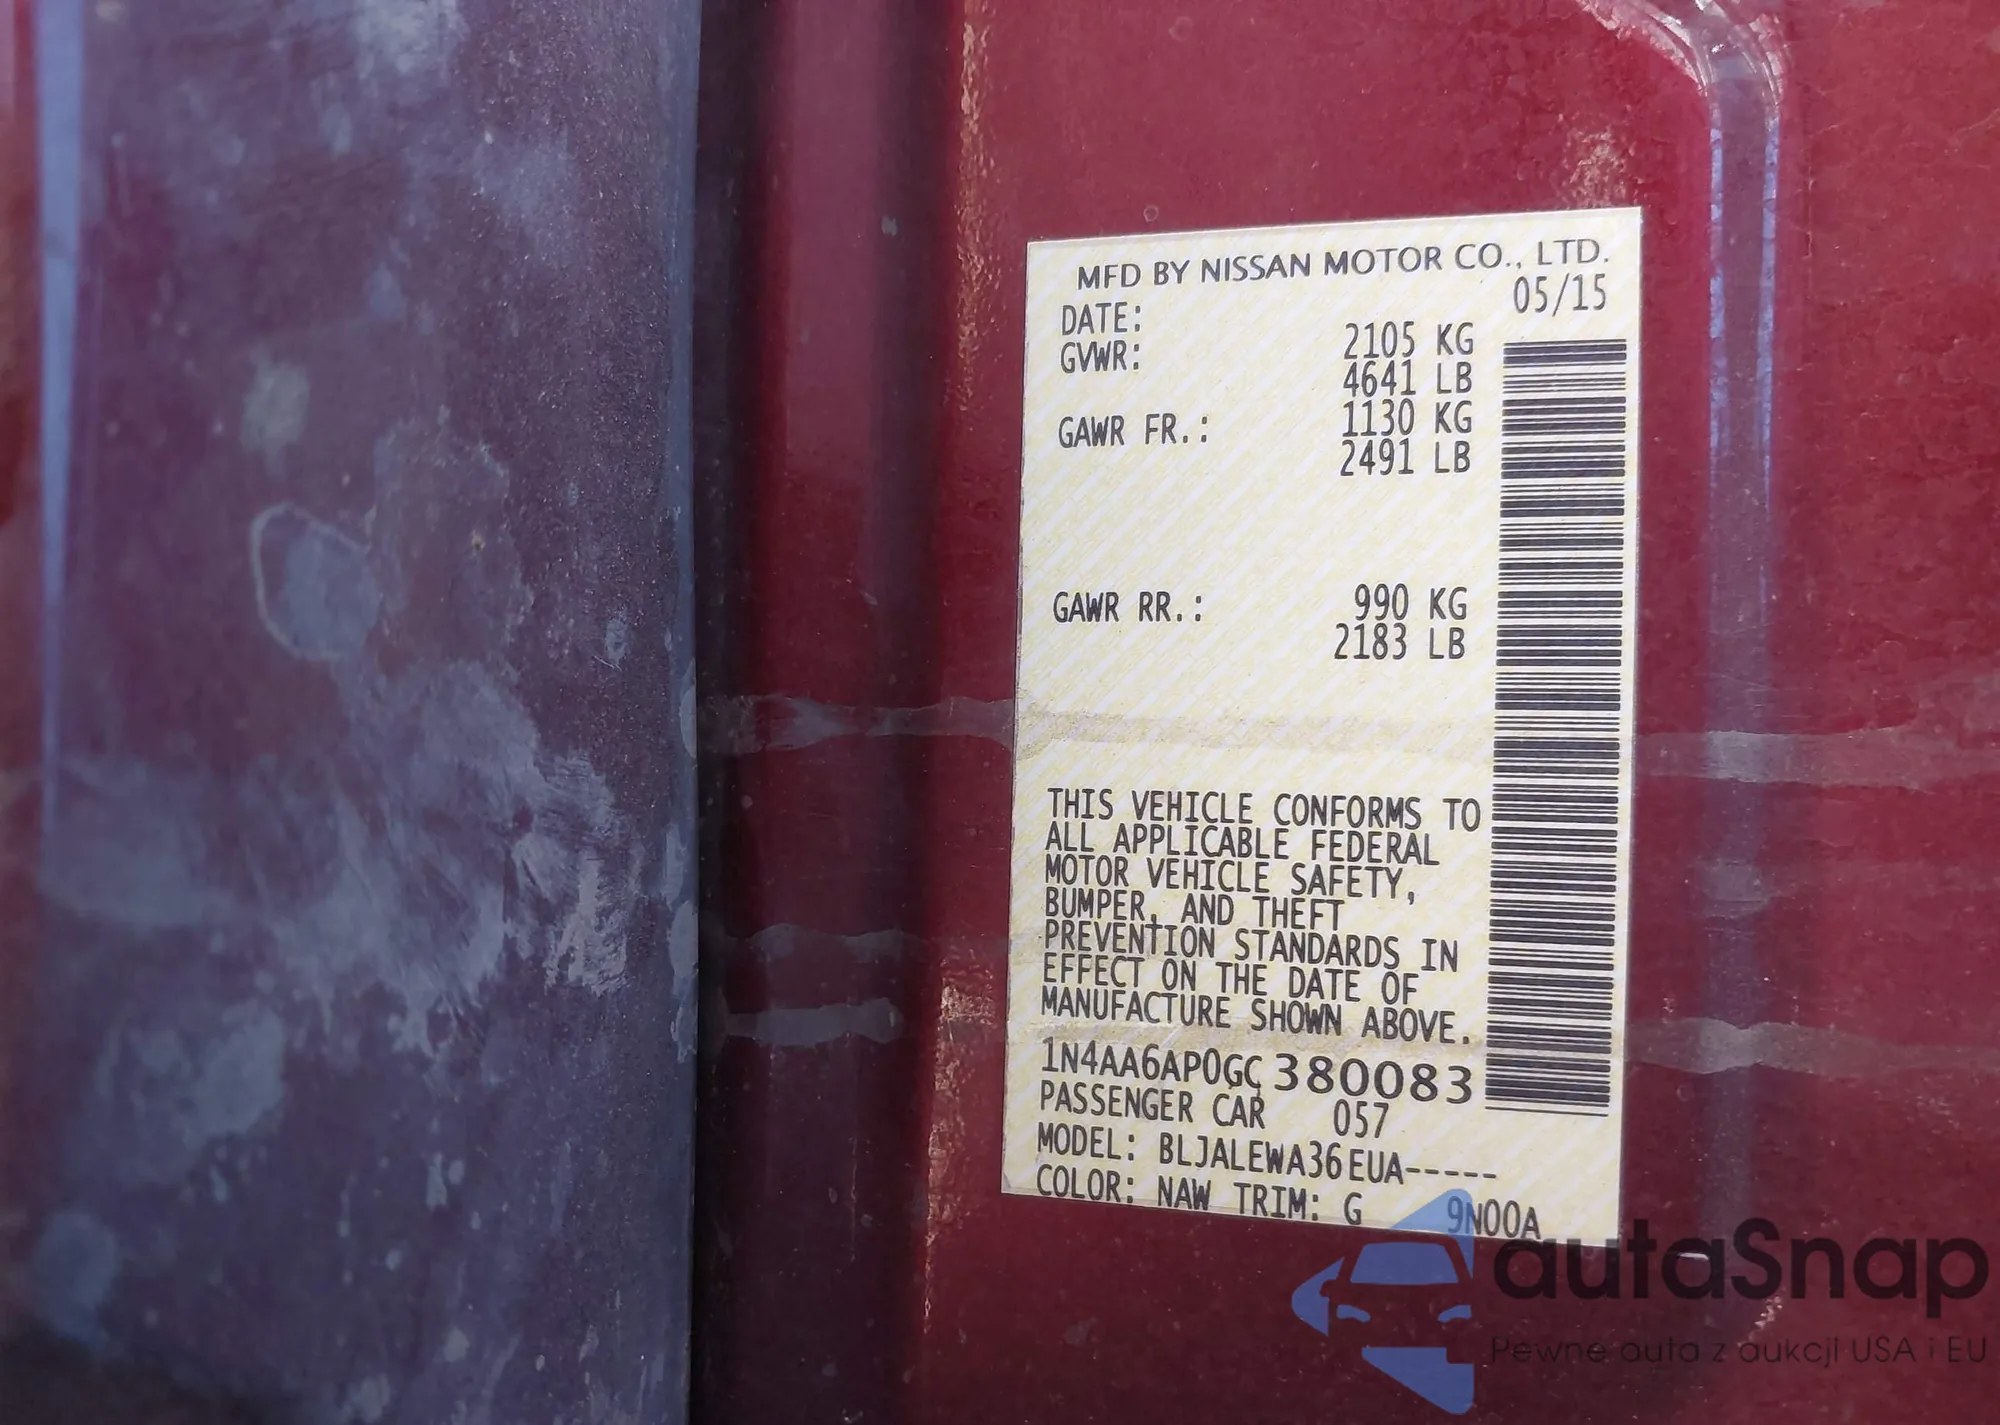 MFD BY NISSAN MOTOR CO., LTD.
DATE: 05/15
GVWR: 2105 KG
4641 LB
GAWR FR.: 1130 KG
2491 LB
GAWR RR.: 990 KG
2183 LB
THIS VEHICLE CONFORMS TO
ALL APPLICABLE FEDERAL
MOTOR VEHICLE SAFETY,
BUMPER, AND THEFT
PREVENTION STANDARDS IN
EFFECT ON THE DATE OF
MANUFACTURE SHOWN ABOVE.
1N4AA6AP0GC380083
PASSENGER CAR 057
MODEL: BLJALEWA36EUA-----
COLOR: NAW TRIM: G 9N00A
autaSnap
Pewne auta z aukcji USA i EU